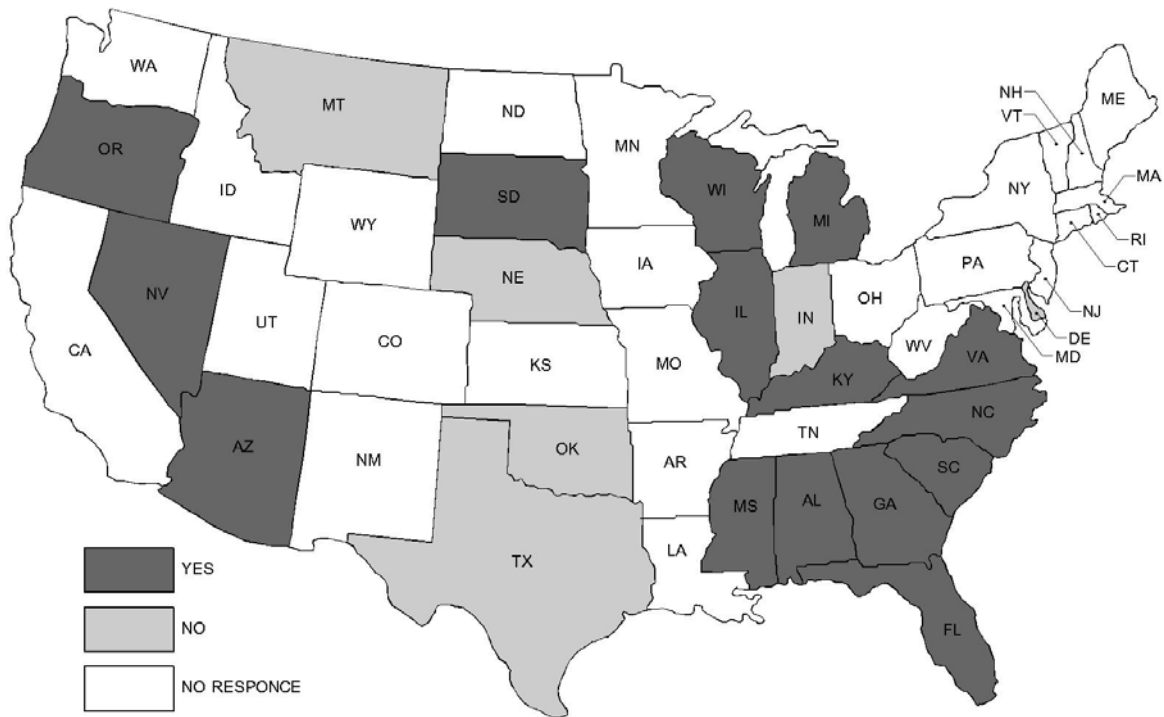 WA
MT
ND
MN
OR
ID
SD
WI
MI
NH
VT
ME
NY
MA
RI
CT
WY
NE
IA
PA
NJ
NV
UT
CO
CA
KS
MO
IL
IN
OH
WV
DE
MD
VA
KY
NC
TN
SC
AZ
NM
OK
AR
MS
AL
GA
TX
LA
FL
YES
NO
NO RESPONCE